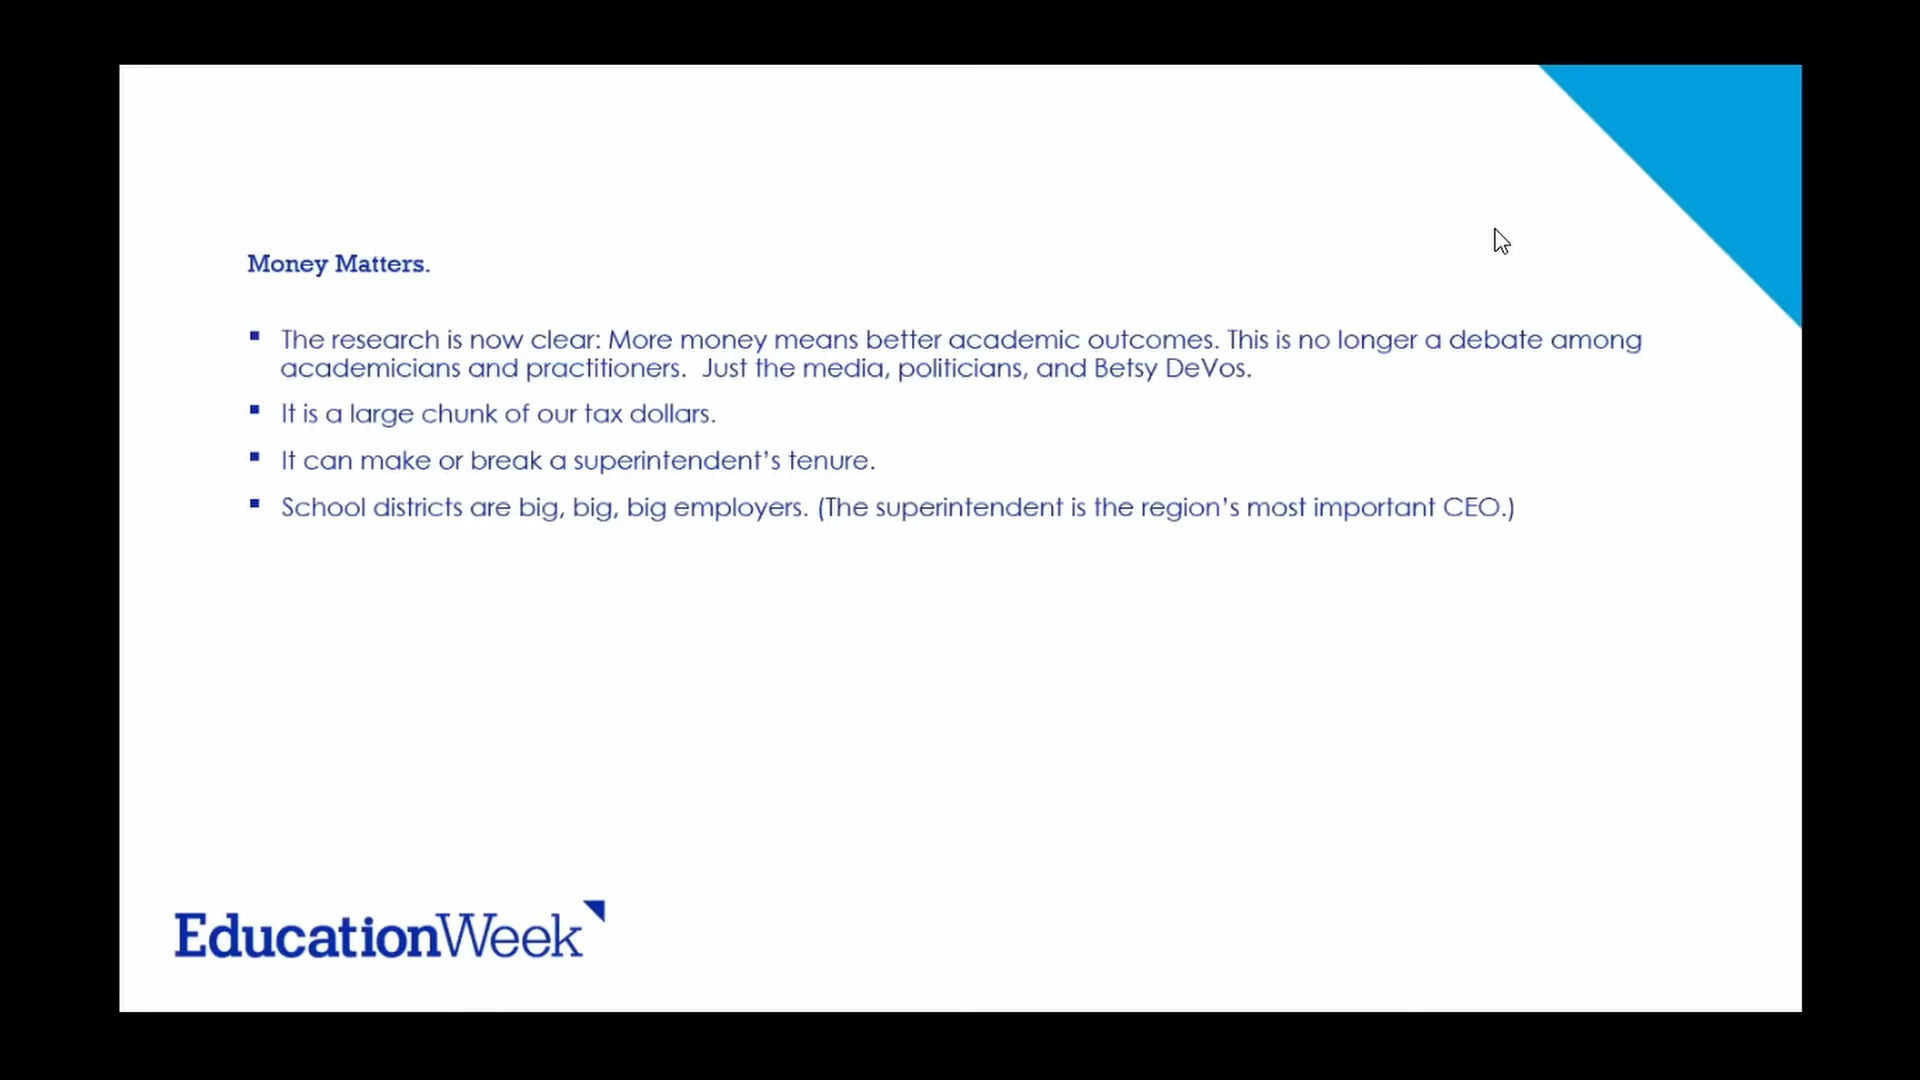 Money Matters.
The research is now clear: More money means better academic outcomes. This is no longer a debate among
academicians and practitioners.  Just the media, politicians, and Betsy DeVos.
It is a large chunk of our tax dollars.
It can make or break a superintendent’s tenure.
School districts are big, big, big employers. (The superintendent is the region’s most important CEO.)
EducationWeek